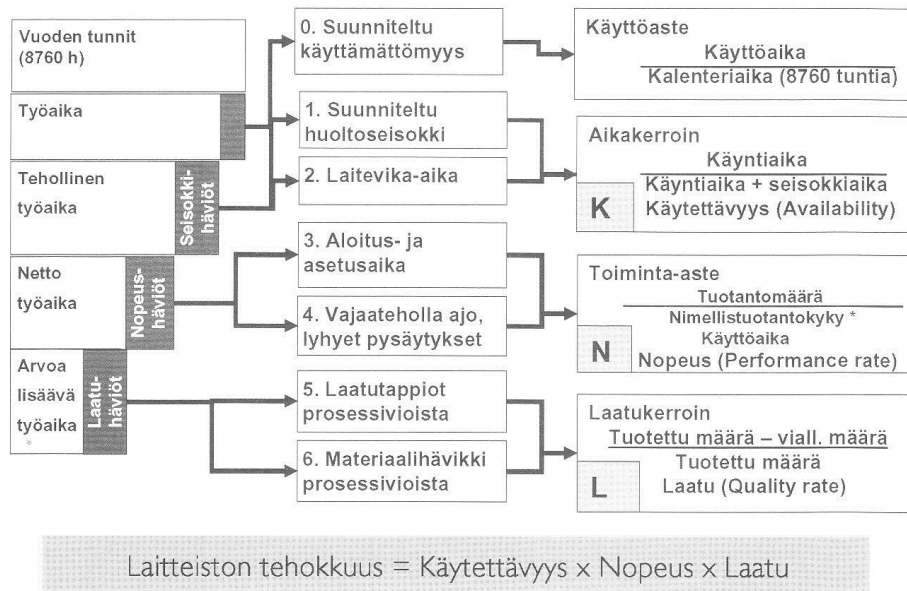 Vuoden tunnit
(8760 h)
Työaika
Tehollinen
työaika
Seisokki-
häviöt
Netto
työaika
Nopeus-
häviöt
Arvoa
lisäävä
työaika
Laatu-
häviöt
0. Suunniteltu
käyttämättömyys
1. Suunniteltu
huoltoseisokki
2. Laitevika-aika
3. Aloitus- ja
asetusaika
4. Vajaateholla ajo,
lyhyet pysäytykset
5. Laatutappiot
prosessivioista
6. Materiaalihävikki
prosessivioista
Käyttöaste
Käyttöaika
Kalenteriaika (8760 tuntia)
Aikakerroin
Käyntiaika
Käyntiaika + seisokkiaika
K
Käytettävyys (Availability)
Toiminta-aste
Tuotantomäärä
Nimellistuotantokyky *
Käyttöaika
N
Nopeus (Performance rate)
Laatukerroin
Tuotettu määrä – viall. määrä
Tuotettu määrä
L
Laatu (Quality rate)
Laitteiston tehokkuus = Käytettävyys x Nopeus x Laatu